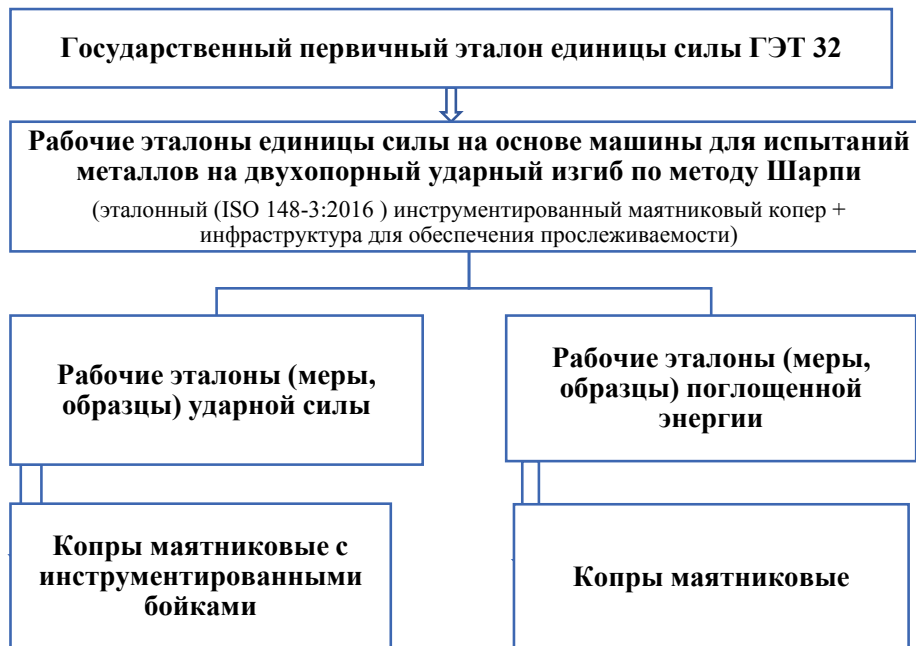 Государственный первичный эталон единицы силы ГЭТ 32
Рабочие эталоны единицы силы на основе машины для испытаний
металлов на двухопорный ударный изгиб по методу Шарпи
(эталонный (ISO 148-3:2016 ) инструментированный маятниковый копер +
инфраструктура для обеспечения прослеживаемости)
Рабочие эталоны (меры,
образцы) ударной силы
Рабочие эталоны (меры,
образцы) поглощенной
энергии
Копры маятниковые с
инструментированными
бойками
Копры маятниковые